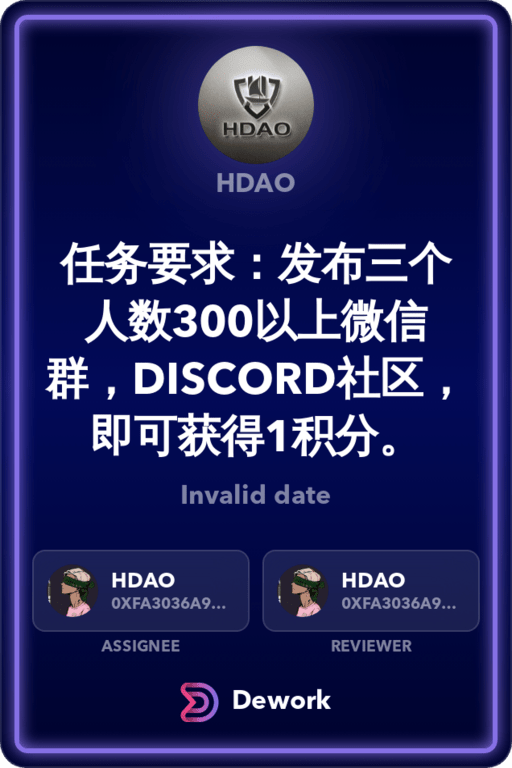 HDAO
HDAO
任务要求：发布三个
人数300以上微信
群，DISCORD社区，
即可获得1积分。
Invalid date
HDAO
0XFA3036A9...
HDAO
0XFA3036A9...
ASSIGNEE
REVIEWER
Dework